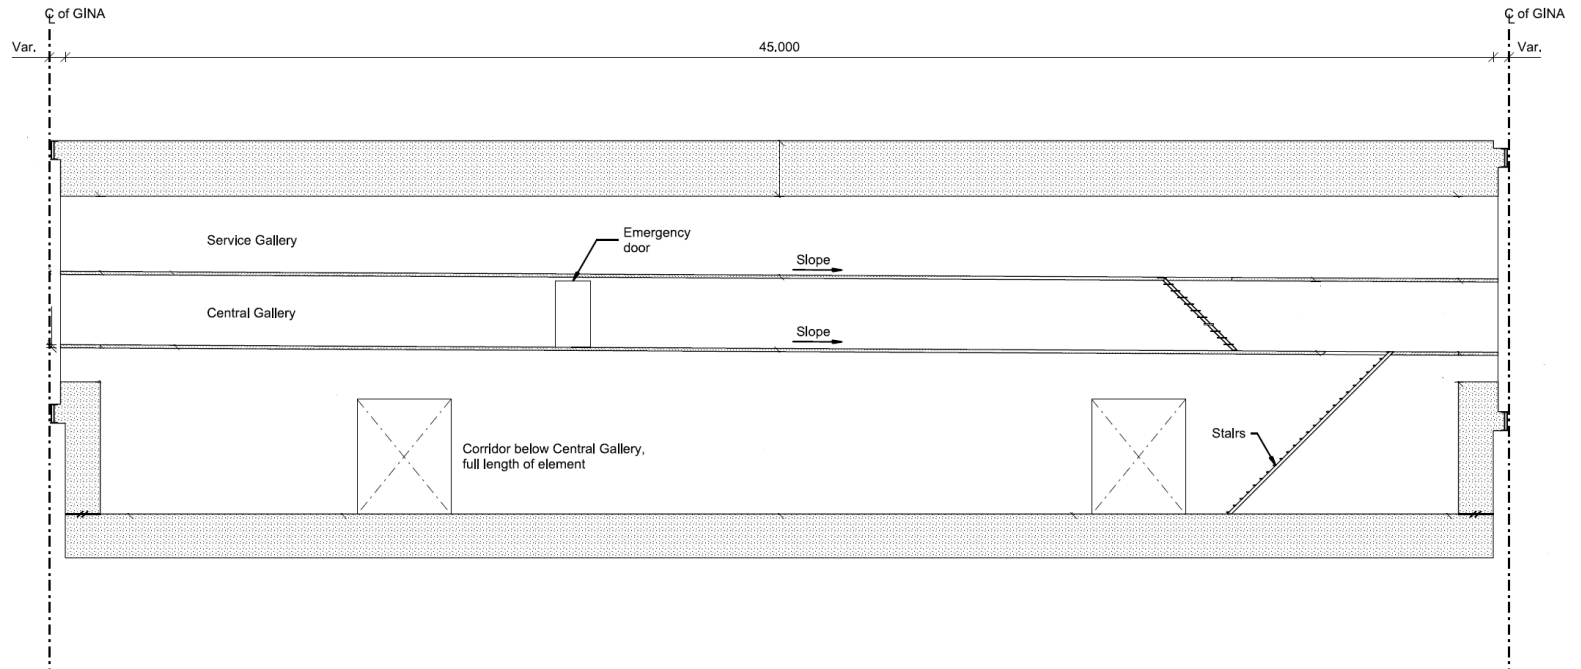 ℄ of GINA
℄ of GINA
Var.
45.000
Var.
Service Gallery
Emergency
door
Slope
Central Gallery
Slope
Corridor below Central Gallery,
full length of element
Stairs